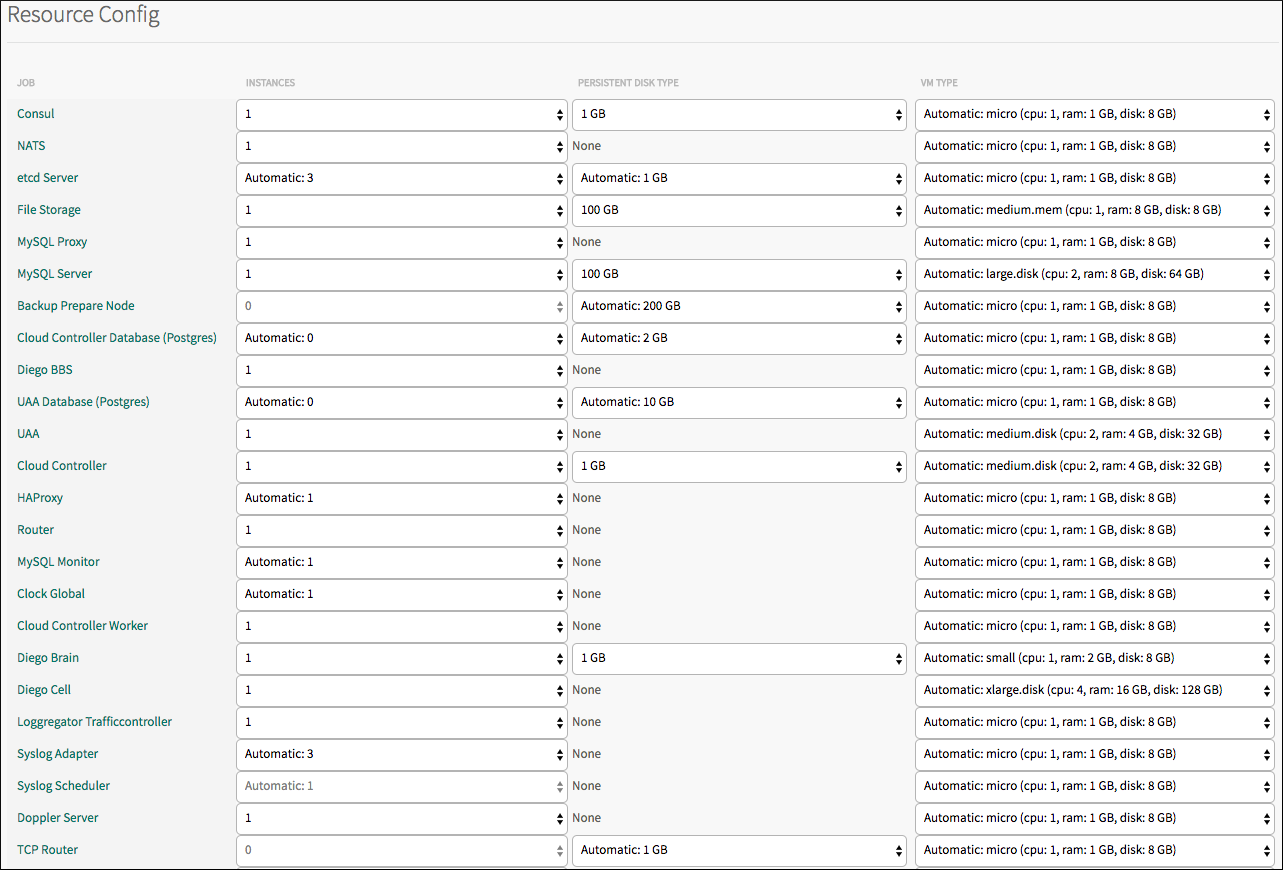 Resource Config
JOB INSTANCES PERSISTENT DISK TYPE VM TYPE
Consul 1 1 GB Automatic: micro (cpu: 1, ram: 1 GB, disk: 8 GB)
NATS 1 None Automatic: micro (cpu: 1, ram: 1 GB, disk: 8 GB)
etcd Server Automatic: 3 Automatic: 1 GB Automatic: micro (cpu: 1, ram: 1 GB, disk: 8 GB)
File Storage 1 100 GB Automatic: medium.mem (cpu: 1, ram: 8 GB, disk: 8 GB)
MySQL Proxy 1 None Automatic: micro (cpu: 1, ram: 1 GB, disk: 8 GB)
MySQL Server 1 100 GB Automatic: large.disk (cpu: 2, ram: 8 GB, disk: 64 GB)
Backup Prepare Node 0 Automatic: 200 GB Automatic: micro (cpu: 1, ram: 1 GB, disk: 8 GB)
Cloud Controller Database (Postgres) Automatic: 0 Automatic: 2 GB Automatic: micro (cpu: 1, ram: 1 GB, disk: 8 GB)
Diego BBS 1 None Automatic: micro (cpu: 1, ram: 1 GB, disk: 8 GB)
UAA Database (Postgres) Automatic: 0 Automatic: 10 GB Automatic: micro (cpu: 1, ram: 1 GB, disk: 8 GB)
UAA 1 None Automatic: medium.disk (cpu: 2, ram: 4 GB, disk: 32 GB)
Cloud Controller 1 1 GB Automatic: medium.disk (cpu: 2, ram: 4 GB, disk: 32 GB)
HAProxy Automatic: 1 None Automatic: micro (cpu: 1, ram: 1 GB, disk: 8 GB)
Router 1 None Automatic: micro (cpu: 1, ram: 1 GB, disk: 8 GB)
MySQL Monitor Automatic: 1 None Automatic: micro (cpu: 1, ram: 1 GB, disk: 8 GB)
Clock Global Automatic: 1 None Automatic: micro (cpu: 1, ram: 1 GB, disk: 8 GB)
Cloud Controller Worker 1 None Automatic: micro (cpu: 1, ram: 1 GB, disk: 8 GB)
Diego Brain 1 1 GB Automatic: small (cpu: 1, ram: 2 GB, disk: 8 GB)
Diego Cell 1 None Automatic: xlarge.disk (cpu: 4, ram: 16 GB, disk: 128 GB)
Loggregator Trafficcontroller 1 None Automatic: micro (cpu: 1, ram: 1 GB, disk: 8 GB)
Syslog Adapter Automatic: 3 None Automatic: micro (cpu: 1, ram: 1 GB, disk: 8 GB)
Syslog Scheduler Automatic: 1 None Automatic: micro (cpu: 1, ram: 1 GB, disk: 8 GB)
Doppler Server 1 None Automatic: micro (cpu: 1, ram: 1 GB, disk: 8 GB)
TCP Router 0 Automatic: 1 GB Automatic: micro (cpu: 1, ram: 1 GB, disk: 8 GB)